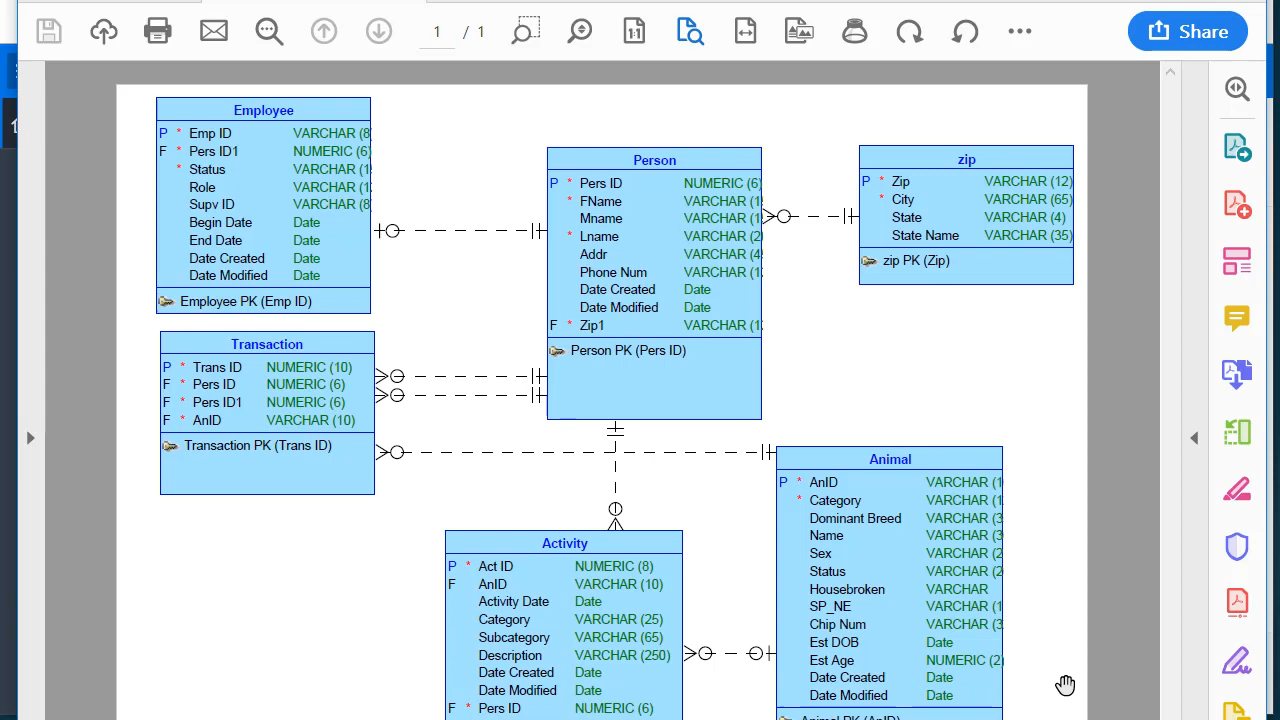 1 / 1
1:1
Share
Employee
P * Emp ID VARCHAR (8
F * Pers ID1 NUMERIC (6)
* Status VARCHAR (1
Role VARCHAR (1
Supv ID VARCHAR (8
Begin Date Date
End Date Date
Date Created Date
Date Modified Date
Employee PK (Emp ID)
Person
P * Pers ID NUMERIC (6)
* FName VARCHAR (1
Mname VARCHAR (1
* Lname VARCHAR (2
Addr VARCHAR (4
Phone Num VARCHAR (1
Date Created Date
Date Modified Date
F * Zip1 VARCHAR (1
Person PK (Pers ID)
zip
P * Zip VARCHAR (12)
* City VARCHAR (65)
State VARCHAR (4)
State Name VARCHAR (35)
zip PK (Zip)
Transaction
P * Trans ID NUMERIC (10)
F * Pers ID NUMERIC (6)
F * Pers ID1 NUMERIC (6)
F * AnID VARCHAR (10)
Transaction PK (Trans ID)
Animal
P * AnID VARCHAR (1
* Category VARCHAR (1
Dominant Breed VARCHAR (3
Name VARCHAR (3
Sex VARCHAR (2
Status VARCHAR (2
Housebroken VARCHAR
SP_NE VARCHAR (1
Chip Num VARCHAR (3
Est DOB Date
Est Age NUMERIC (2)
Date Created Date
Date Modified Date
Animal PK (AnID)
Activity
P * Act ID NUMERIC (8)
F AnID VARCHAR (10)
Activity Date Date
Category VARCHAR (25)
Subcategory VARCHAR (65)
Description VARCHAR (250)
Date Created Date
Date Modified Date
F * Pers ID NUMERIC (6)